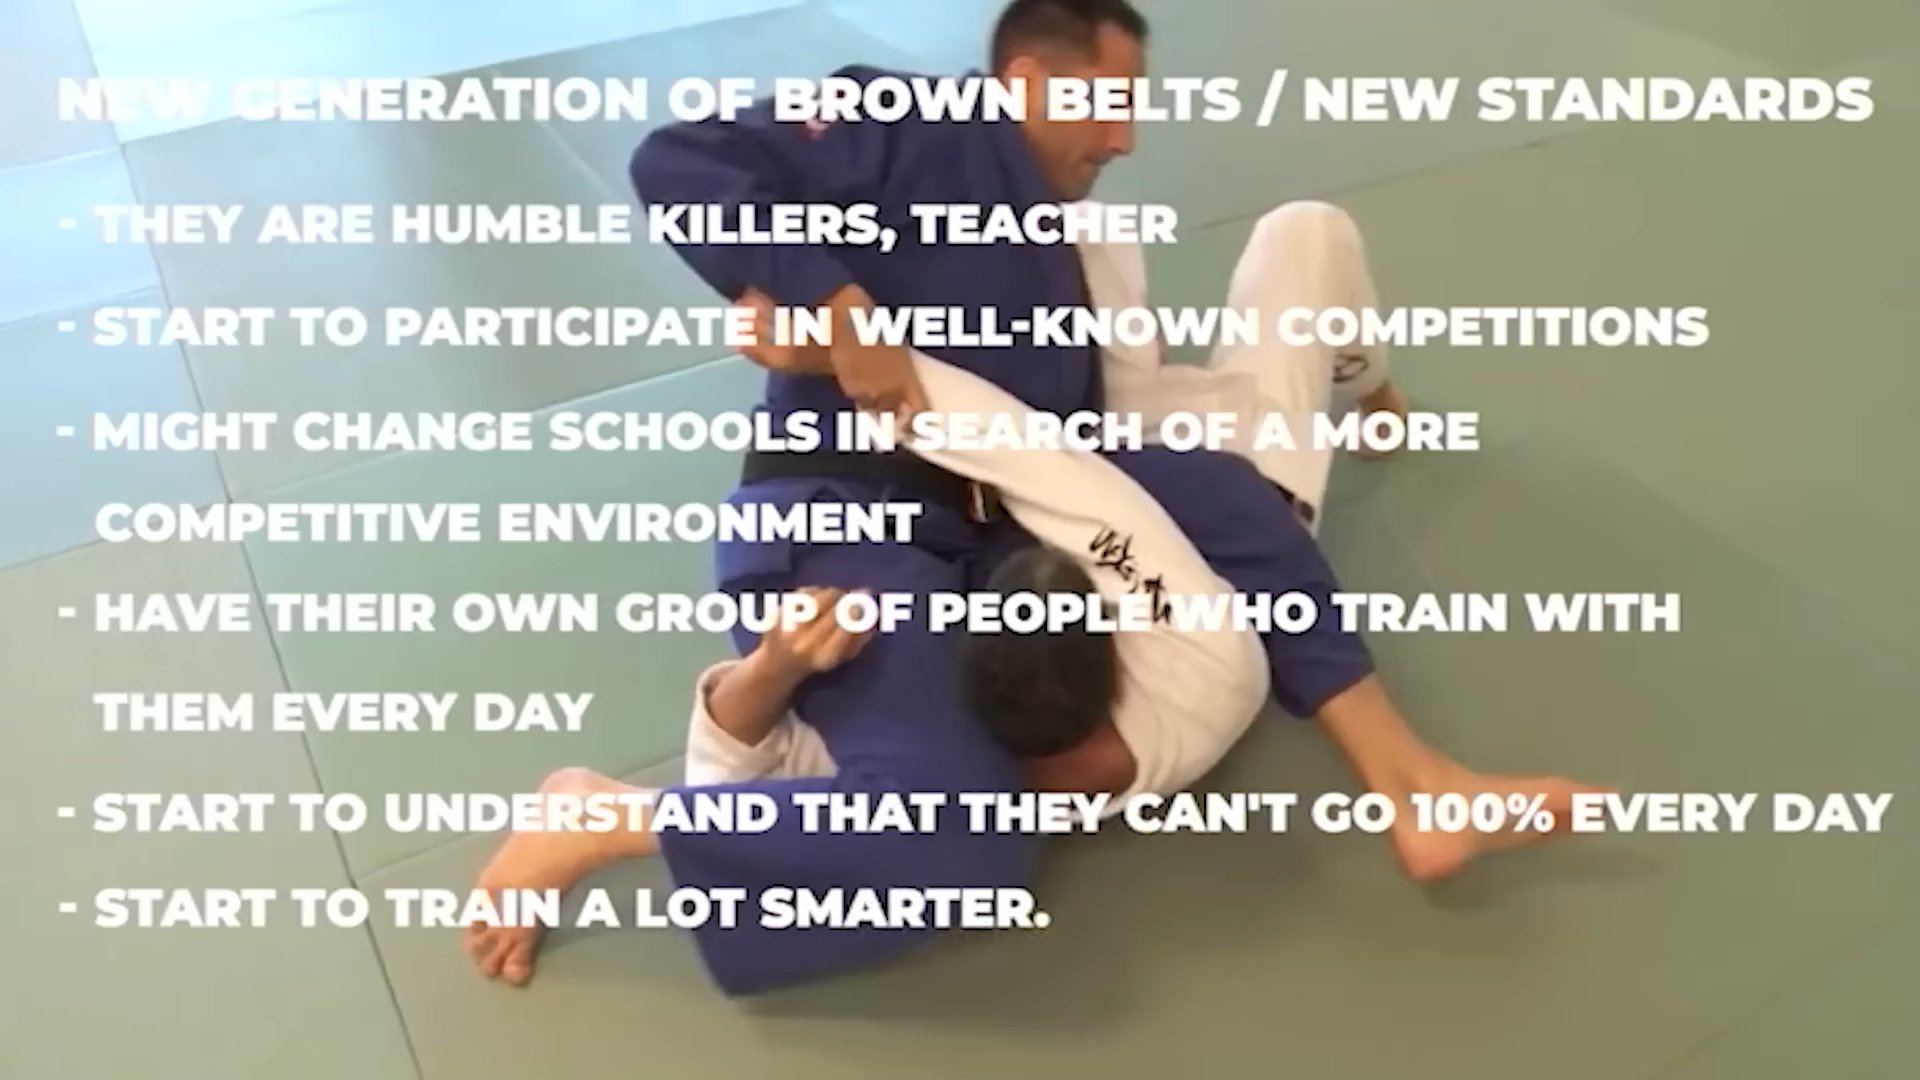 NEW GENERATION OF BROWN BELTS / NEW STANDARDS
- THEY ARE HUMBLE KILLERS, TEACHER
- START TO PARTICIPATE IN WELL-KNOWN COMPETITIONS
- MIGHT CHANGE SCHOOLS IN SEARCH OF A MORE
COMPETITIVE ENVIRONMENT
- HAVE THEIR OWN GROUP OF PEOPLE WHO TRAIN WITH
THEM EVERY DAY
- START TO UNDERSTAND THAT THEY CAN'T GO 100% EVERY DAY
- START TO TRAIN A LOT SMARTER.